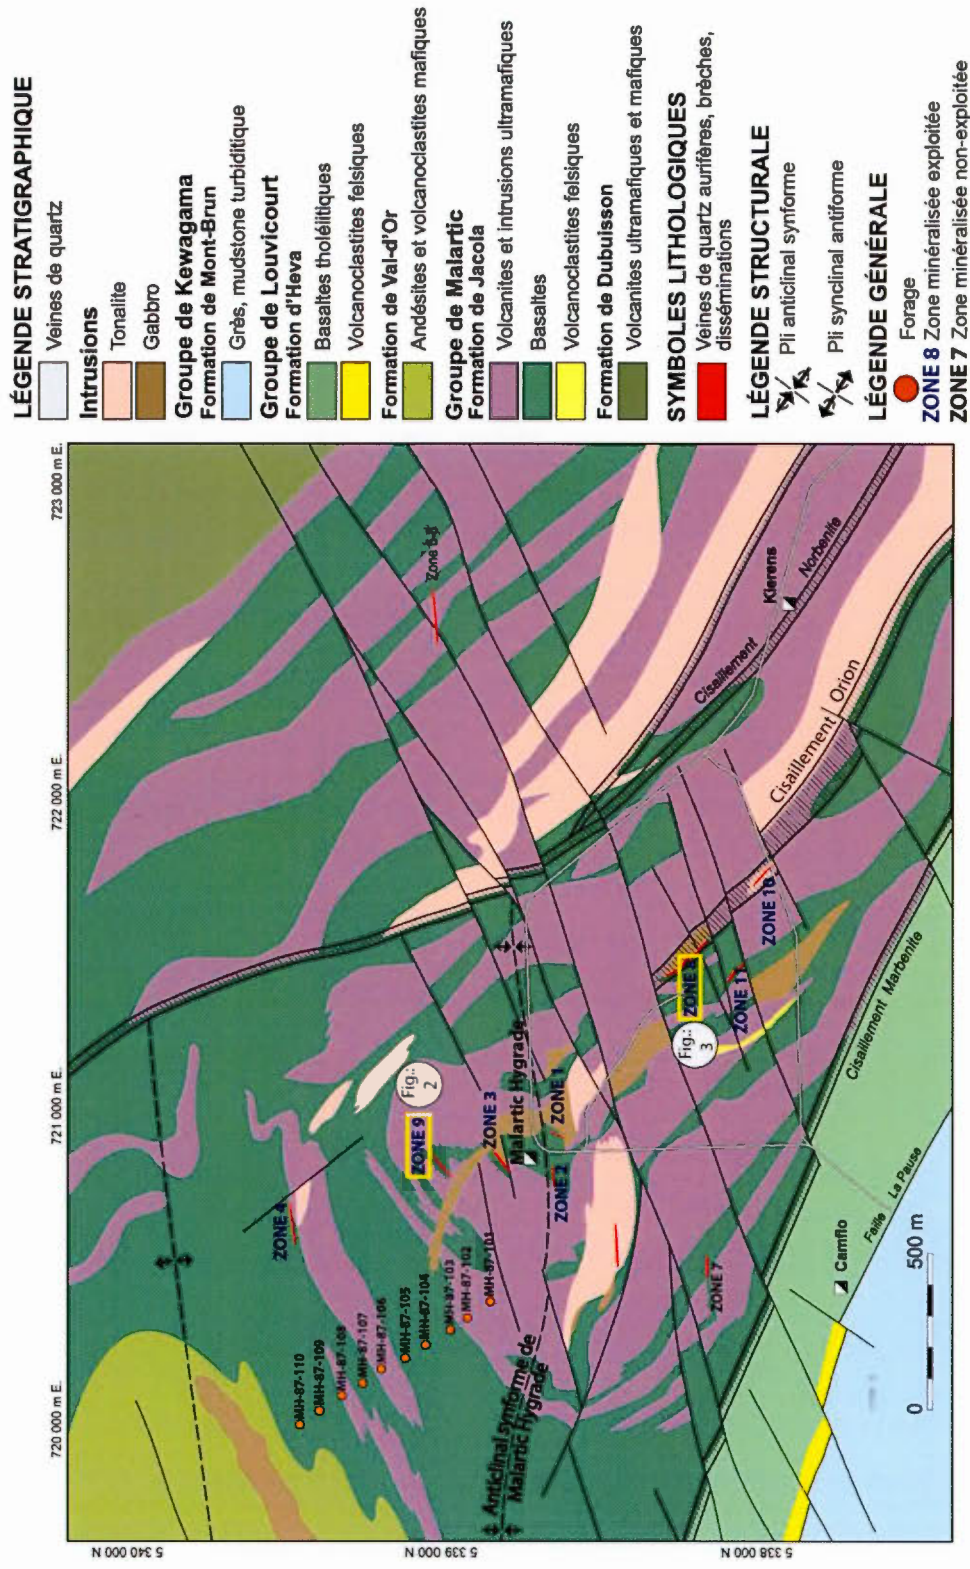 LÉGENDE STRATIGRAPHIQUE
Veines de quartz
Intrusions
Tonalite
Gabbro
Groupe de Kewagama
Formation de Mont-Brun
Grès, mudstone turbiditique
Groupe de Louvicourt
Formation d'Heva
Basaltes tholéiitiques
Volcanoclastites felsiques
Formation de Val-d'Or
Andésites et volcanoclastites mafiques
Groupe de Malartic
Formation de Jacola
Volcanites et intrusions ultramafiques
Basaltes
Volcanoclastites felsiques
Formation de Dubuisson
Volcanites ultramafiques et mafiques
SYMBOLES LITHOLOGIQUES
Veines de quartz aurifères, brèches,
disséminations
LÉGENDE STRUCTURALE
Pli anticlinal synforme
Pli synclinal antiforme
LÉGENDE GÉNÉRALE
Forage
ZONE 8 Zone minéralisée exploitée
ZONE 7 Zone minéralisée non-exploitée
720 000 m E.
721 000 m E.
722 000 m E.
723 000 m E.
5 340 000 N
5 339 000 N
5 338 000 N
MH-87-110
MH-87-109
MH-87-108
MH-87-107
MH-87-106
MH-87-105
MH-87-104
MH-87-103
MH-87-102
MH-87-101
ZONE 4
ZONE 9
Fig.:
2
ZONE 3
Malartic Hygrade
ZONE 1
ZONE 2
Anticlinal synforme de
Malartic Hygrade
ZONE 7
ZONE 8
Fig.:
3
ZONE 11
ZONE 10
Zone
Cisaillement
Norbenite
Kierens
Cisaillement Orion
Cisaillement Marbenite
Faille La Pause
Camflo
0
500 m